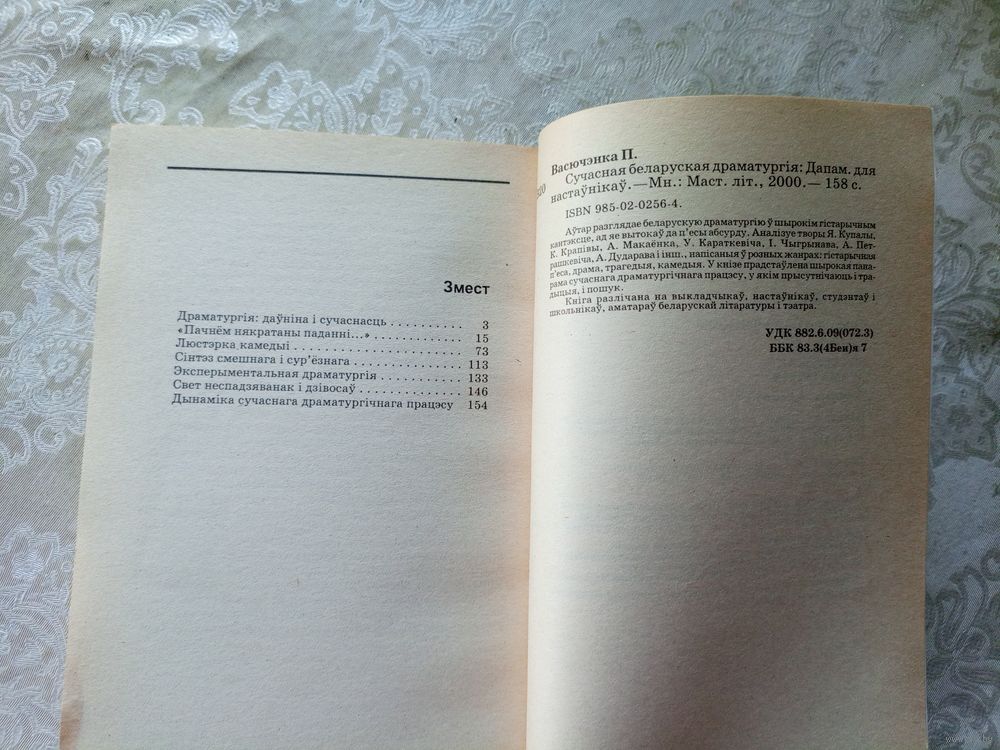 Змест
Драматургія: даўніна і сучаснасць . . . . . . . . . . 3
«Пачнём някратаны паданні...» . . . . . . . . . . . . 15
Люстэрка камедыі . . . . . . . . . . . . . . . . . . . . . . 73
Сінтэз смешнага і сур’ёзнага . . . . . . . . . . . . . . 113
Эксперыментальная драматургія . . . . . . . . . . . 133
Свет неспадзяванак і дзівосаў . . . . . . . . . . . . . 146
Дынаміка сучаснага драматургічнага працэсу 154
Васючэнка П.
Сучасная беларуская драматургія: Дапам. для
настаўнікаў. — Мн.: Маст. літ., 2000. — 158 с.
ISBN 985-02-0256-4.
Аўтар разглядае беларускую драматургію ў шырокім гістарычным
кантэксце, ад яе вытокаў да п’есы абсурду. Аналізуе творы Я. Купалы,
К. Крапівы, А. Макаёнка, У. Караткевіча, І. Чыгрынава, А. Пет-
рашкевіча, А. Дударава і інш., напісаныя ў розных жанрах: гістарычная
п’еса, драма, трагедыя, камедыя. У кнізе прадстаўлена шырокая пана-
рама сучаснага драматургічнага працэсу, у якім прысутнічаюць і тра-
дыцыя, і пошук.
Кніга разлічана на выкладчыкаў, настаўнікаў, студэнтаў і
школьнікаў, аматараў беларускай літаратуры і тэатра.
УДК 882.6.09(072.3)
ББК 83.3(4Беи)я 7